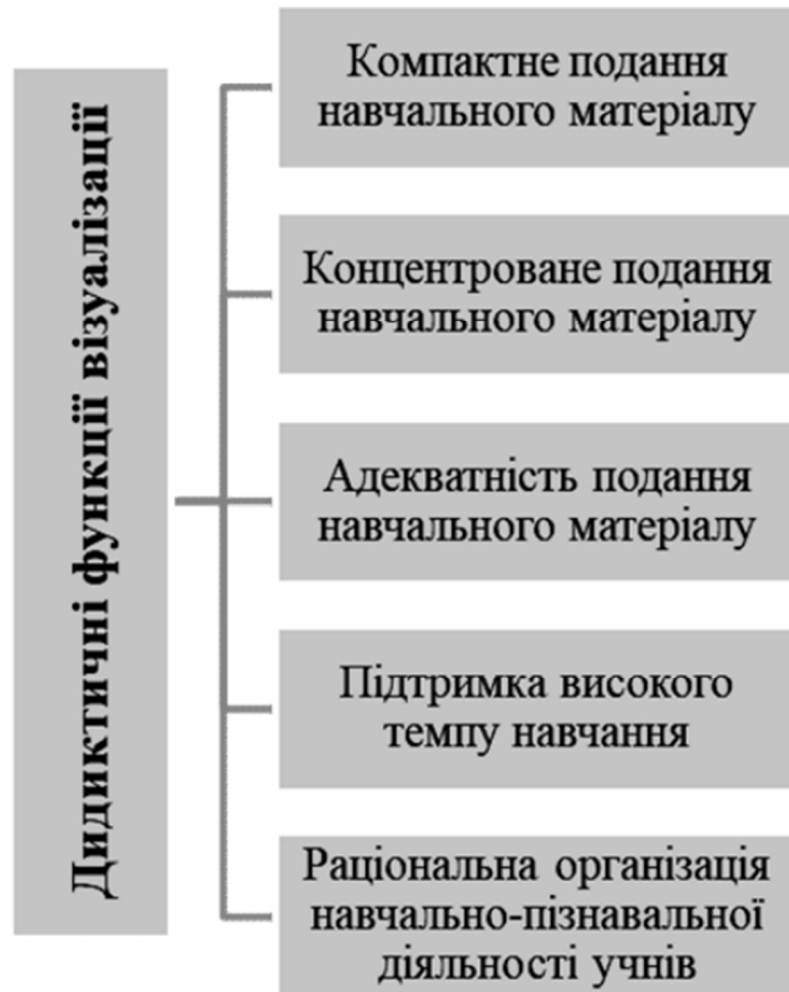 Дидиктичні функції візуалізації
Компактне подання
навчального матеріалу
Концентроване подання
навчального матеріалу
Адекватність подання
навчального матеріалу
Підтримка високого
темпу навчання
Раціональна організація
навчально-пізнавальної
діяльності учнів